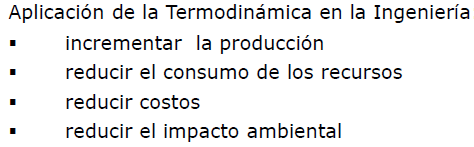 Aplicación de la Termodinámica en la Ingeniería
▪ incrementar la producción
▪ reducir el consumo de los recursos
▪ reducir costos
▪ reducir el impacto ambiental